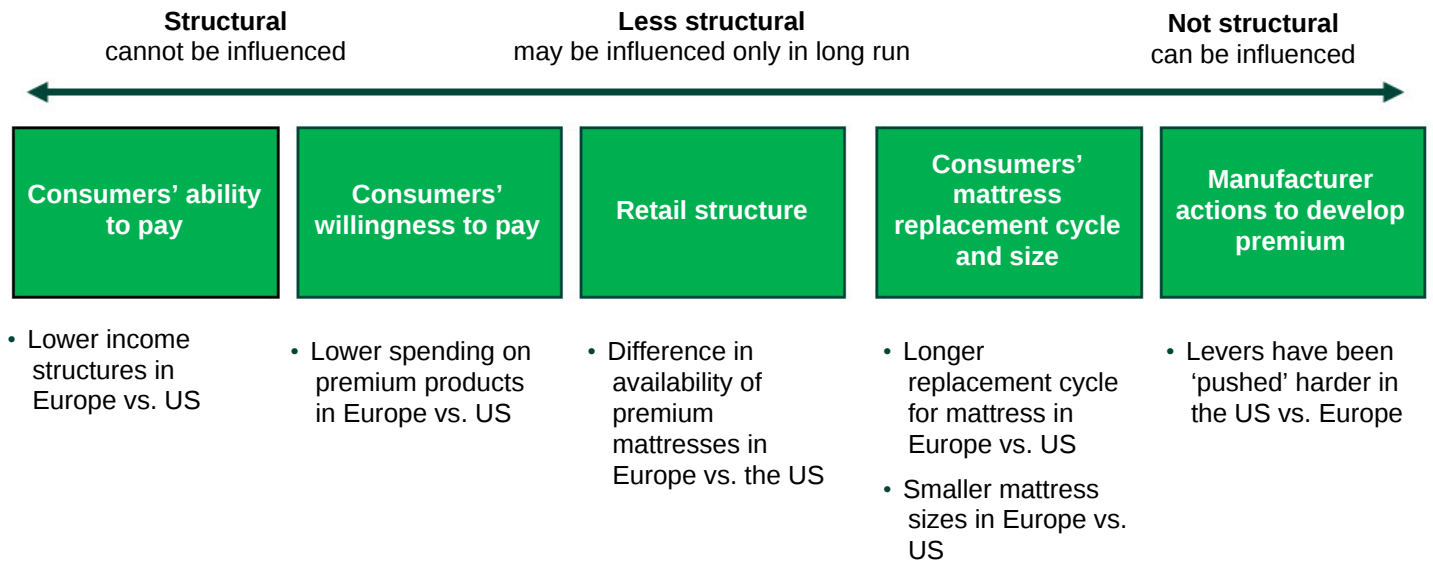 Structural
cannot be influenced
Less structural
may be influenced only in long run
Not structural
can be influenced
Consumers’ ability
to pay
Consumers’
willingness to pay
Retail structure
Consumers’
mattress
replacement cycle
and size
Manufacturer
actions to develop
premium
• Lower income
structures in
Europe vs. US
• Lower spending on
premium products
in Europe vs. US
• Difference in
availability of
premium
mattresses in
Europe vs. the US
• Longer
replacement cycle
for mattress in
Europe vs. US
• Smaller mattress
sizes in Europe vs.
US
• Levers have been
‘pushed’ harder in
the US vs. Europe